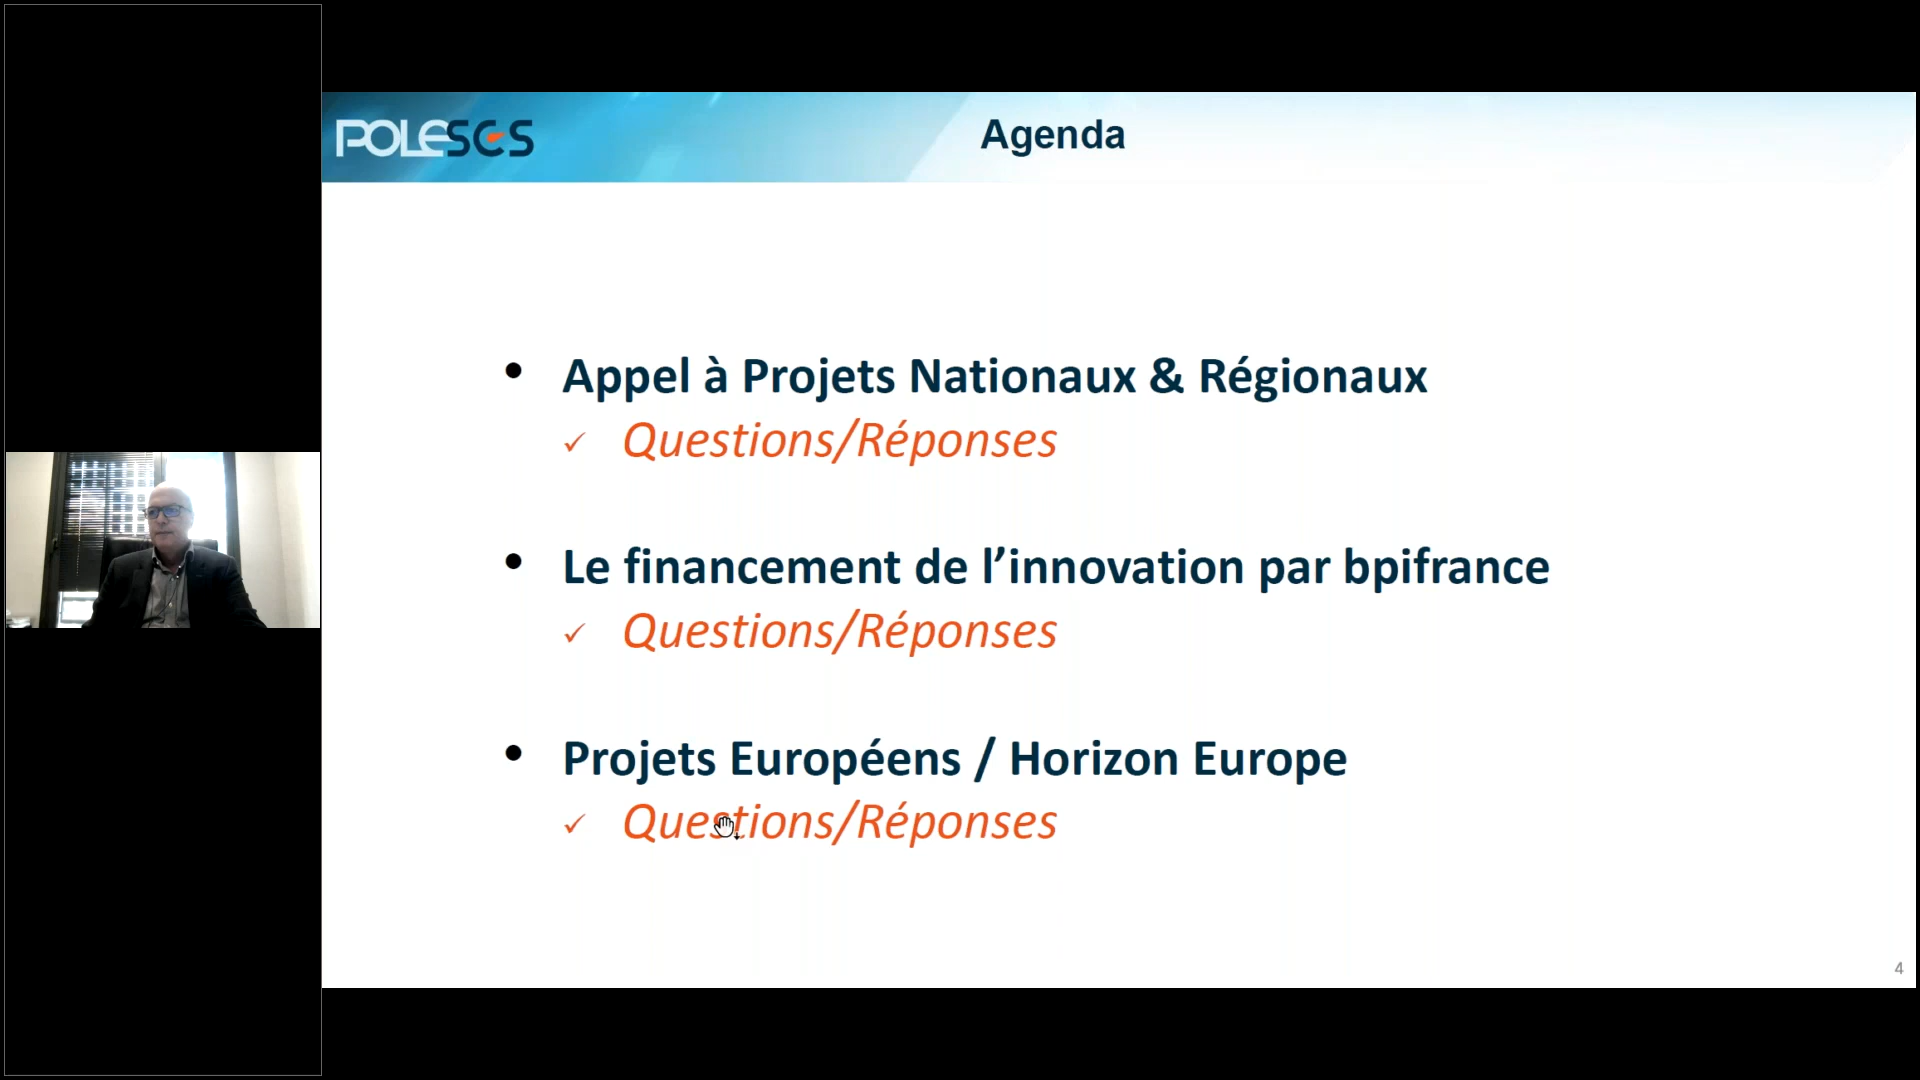 POLESCS
Agenda
• Appel à Projets Nationaux & Régionaux
✓ Questions/Réponses
• Le financement de l’innovation par bpifrance
✓ Questions/Réponses
• Projets Européens / Horizon Europe
✓ Questions/Réponses
4